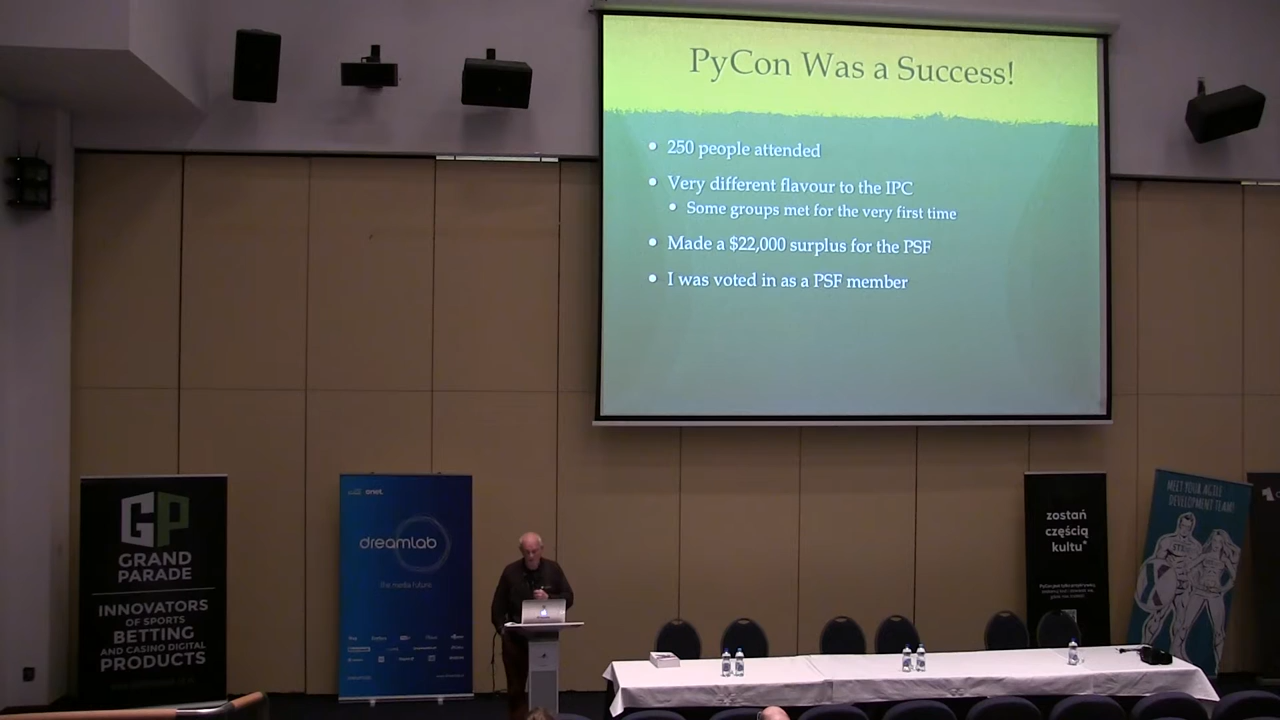 PyCon Was a Success!
250 people attended
Very different flavour to the IPC
Some groups met for the very first time
Made a $22,000 surplus for the PSF
I was voted in as a PSF member
GP
GRAND
PARADE
INNOVATORS
OF SPORTS
BETTING
AND CASINO DIGITAL
PRODUCTS
onet
dreamlab
the media future
zostań
częścią
kultu*
MEET YOUR AGILE
DEVELOPMENT TEAM!